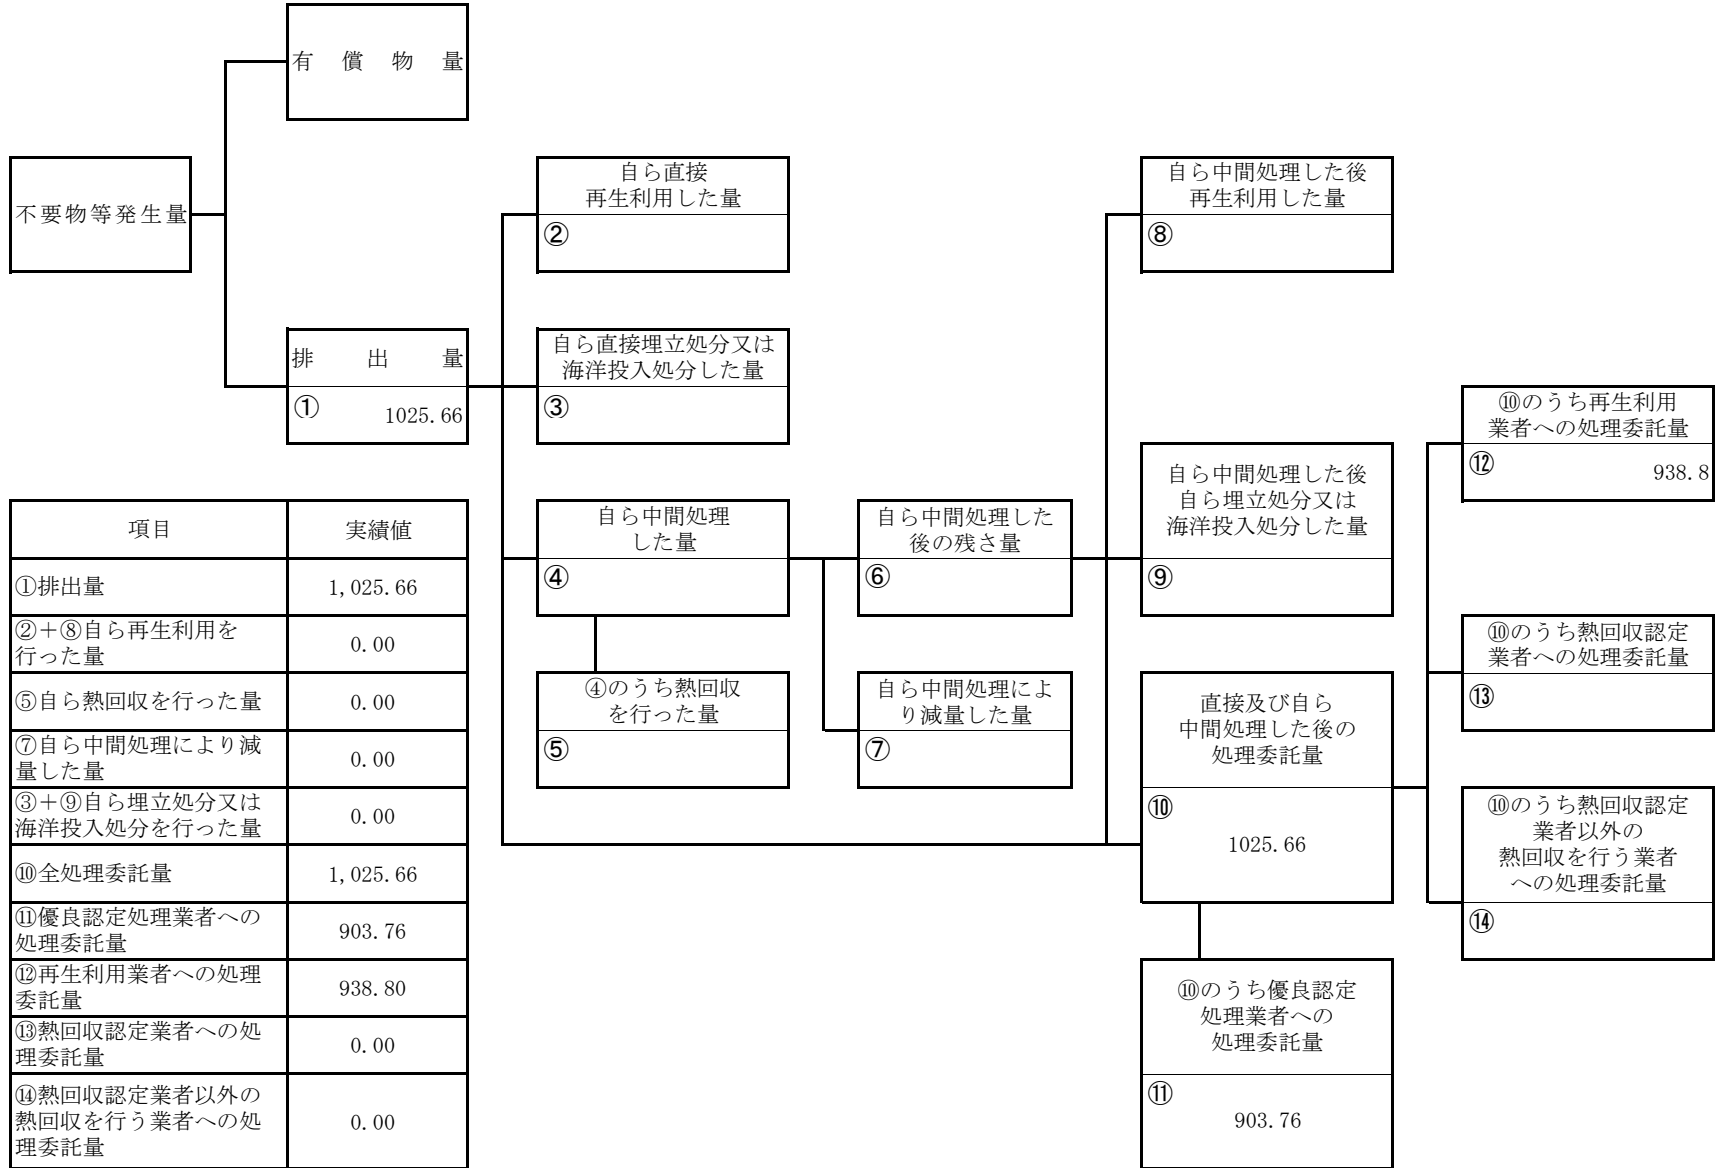 有償物量
不要物等発生量
排出量
① 1025.66
自ら直接
再生利用した量
②
自ら直接埋立処分又は
海洋投入処分した量
③
自ら中間処理
した量
④
④のうち熱回収
を行った量
⑤
自ら中間処理した
後の残さ量
⑥
自ら中間処理によ
り減量した量
⑦
自ら中間処理した後
再生利用した量
⑧
自ら中間処理した後
自ら埋立処分又は
海洋投入処分した量
⑨
直接及び自ら
中間処理した後の
処理委託量
⑩
1025.66
⑩のうち優良認定
処理業者への
処理委託量
⑪
903.76
⑩のうち再生利用
業者への処理委託量
⑫ 938.8
⑩のうち熱回収認定
業者への処理委託量
⑬
⑩のうち熱回収認定
業者以外の
熱回収を行う業者
への処理委託量
⑭
項目 実績値
①排出量 1,025.66
②＋⑧自ら再生利用を
行った量 0.00
⑤自ら熱回収を行った量 0.00
⑦自ら中間処理により減
量した量 0.00
③＋⑨自ら埋立処分又は
海洋投入処分を行った量 0.00
⑩全処理委託量 1,025.66
⑪優良認定処理業者への
処理委託量 903.76
⑫再生利用業者への処理
委託量 938.80
⑬熱回収認定業者への処
理委託量 0.00
⑭熱回収認定業者以外の
熱回収を行う業者への処
理委託量 0.00